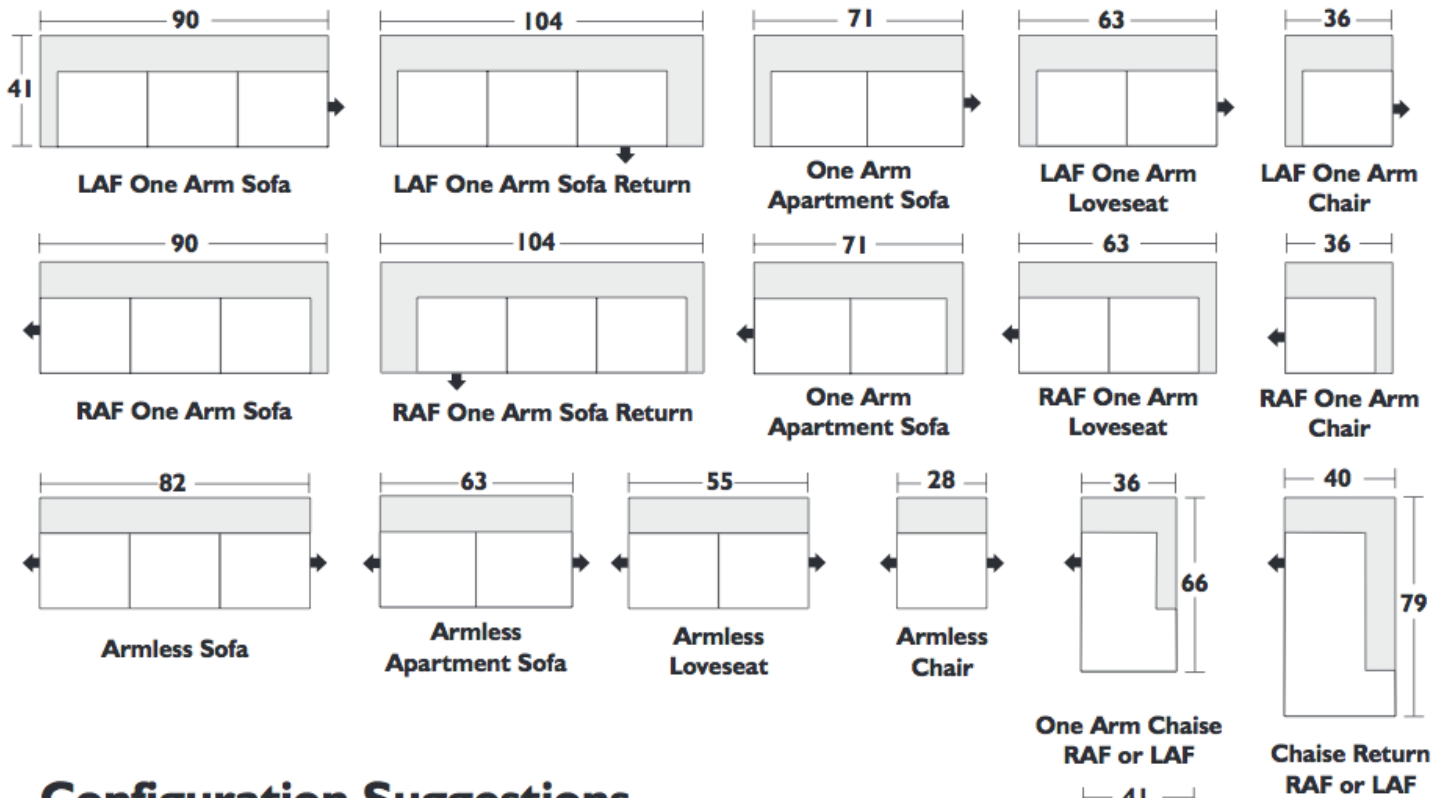 90
104
71
63
36
41
LAF One Arm Sofa
LAF One Arm Sofa Return
One Arm
Apartment Sofa
LAF One Arm
Loveseat
LAF One Arm
Chair
90
104
71
63
36
RAF One Arm Sofa
RAF One Arm Sofa Return
One Arm
Apartment Sofa
RAF One Arm
Loveseat
RAF One Arm
Chair
82
63
55
28
36
40
66
79
Armless Sofa
Armless
Apartment Sofa
Armless
Loveseat
Armless
Chair
One Arm Chaise
RAF or LAF
Chaise Return
RAF or LAF
Configuration Suggestions
41